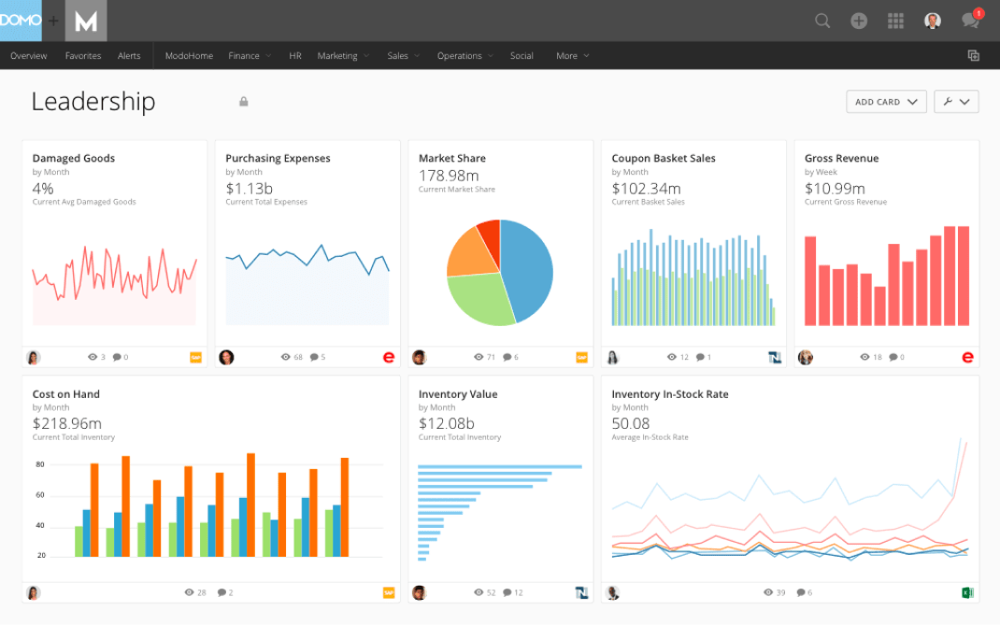 DOMO + M
1
Overview Favorites Alerts ModoHome Finance HR Marketing Sales Operations Social More
Leadership
ADD CARD
Damaged Goods
by Month
4%
Current Avg Damaged Goods
3 0
SAP
Purchasing Expenses
by Month
$1.13b
Current Total Expenses
68 5
e
Market Share
178.98m
Current Market Share
71 6
SAP
Coupon Basket Sales
by Month
$102.34m
Current Basket Sales
12 1
N
Gross Revenue
by Week
$10.99m
Current Gross Revenue
18 0
e
Cost on Hand
by Month
$218.96m
Current Total Inventory
80
60
40
20
28 2
SAP
Inventory Value
by Month
$12.08b
Current Total Inventory
52 12
N
Inventory In-Stock Rate
by Month
50.08
Average In-Stock Rate
39 6
X